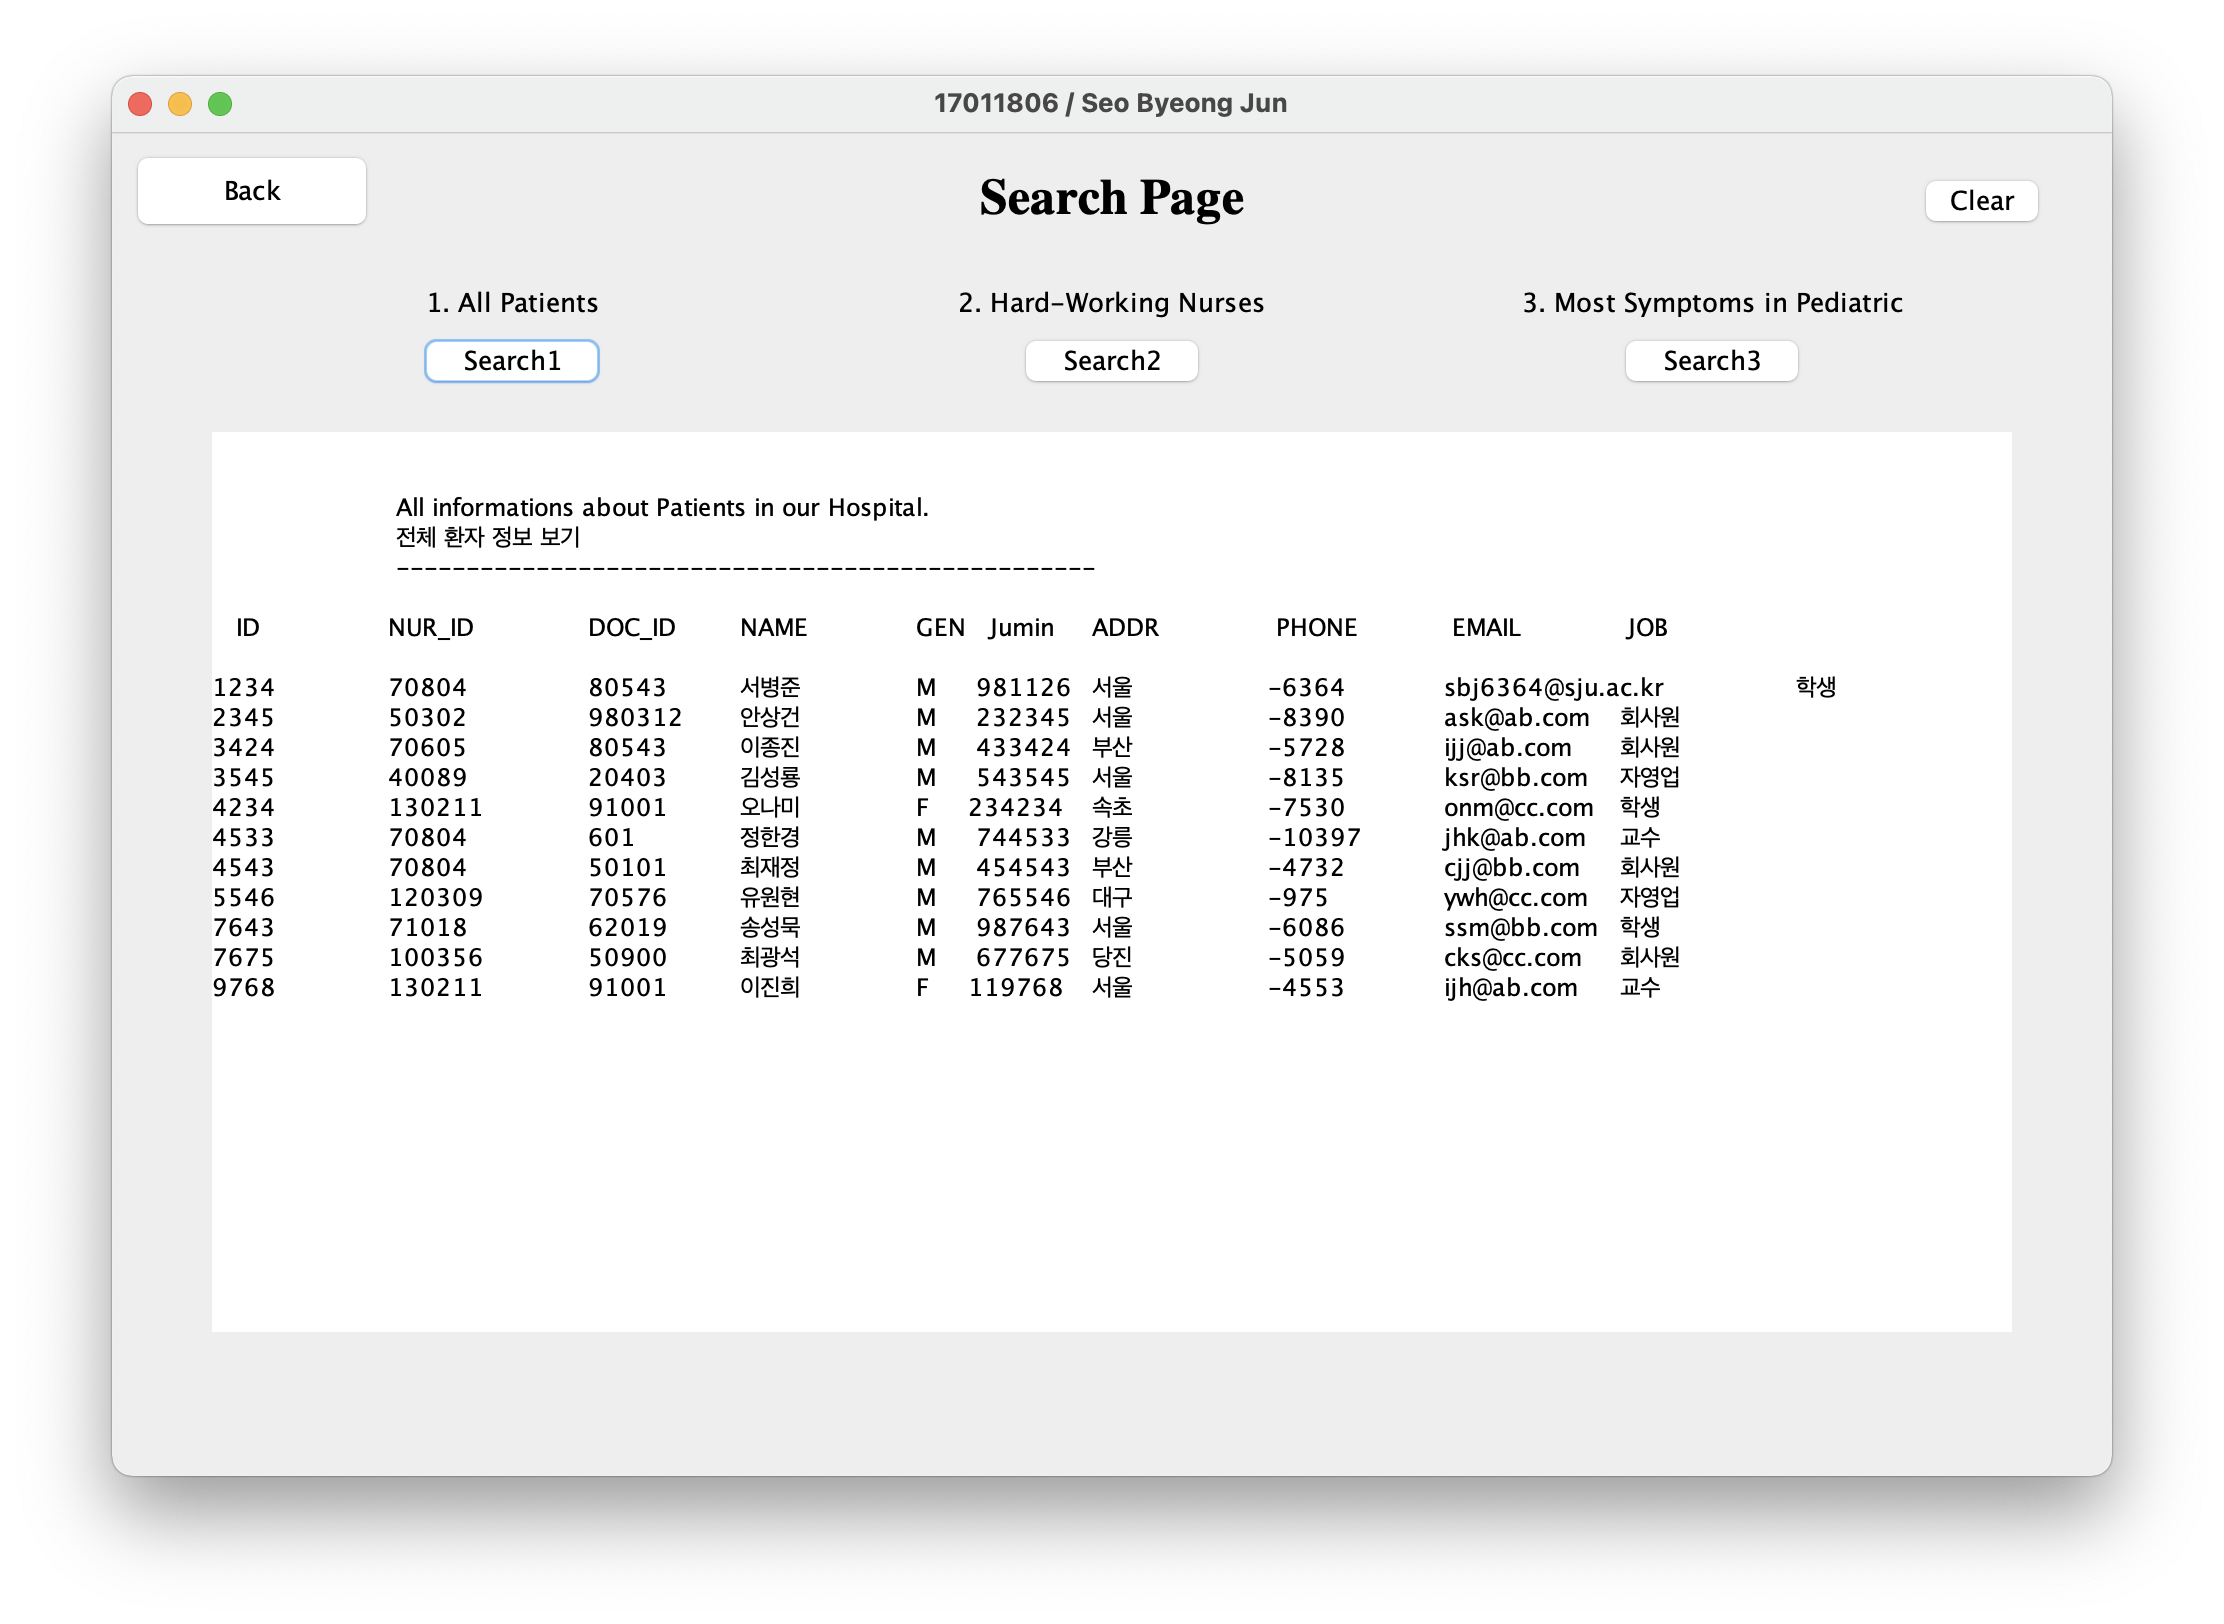 17011806 / Seo Byeong Jun
Back
Search Page
Clear
1. All Patients
2. Hard-Working Nurses
3. Most Symptoms in Pediatric
Search1
Search2
Search3
All informations about Patients in our Hospital.
전체 환자 정보 보기
--------------------------------------------------
ID NUR_ID DOC_ID NAME GEN Jumin ADDR PHONE EMAIL JOB
1234 70804 80543 서병준 M 981126 서울 -6364 sbj6364@sju.ac.kr 학생
2345 50302 980312 안상건 M 232345 서울 -8390 ask@ab.com 회사원
3424 70605 80543 이종진 M 433424 부산 -5728 ijj@ab.com 회사원
3545 40089 20403 김성룡 M 543545 서울 -8135 ksr@bb.com 자영업
4234 130211 91001 오나미 F 234234 속초 -7530 onm@cc.com 학생
4533 70804 601 정한경 M 744533 강릉 -10397 jhk@ab.com 교수
4543 70804 50101 최재정 M 454543 부산 -4732 cjj@bb.com 회사원
5546 120309 70576 유원현 M 765546 대구 -975 ywh@cc.com 자영업
7643 71018 62019 송성묵 M 987643 서울 -6086 ssm@bb.com 학생
7675 100356 50900 최광석 M 677675 당진 -5059 cks@cc.com 회사원
9768 130211 91001 이진희 F 119768 서울 -4553 ijh@ab.com 교수